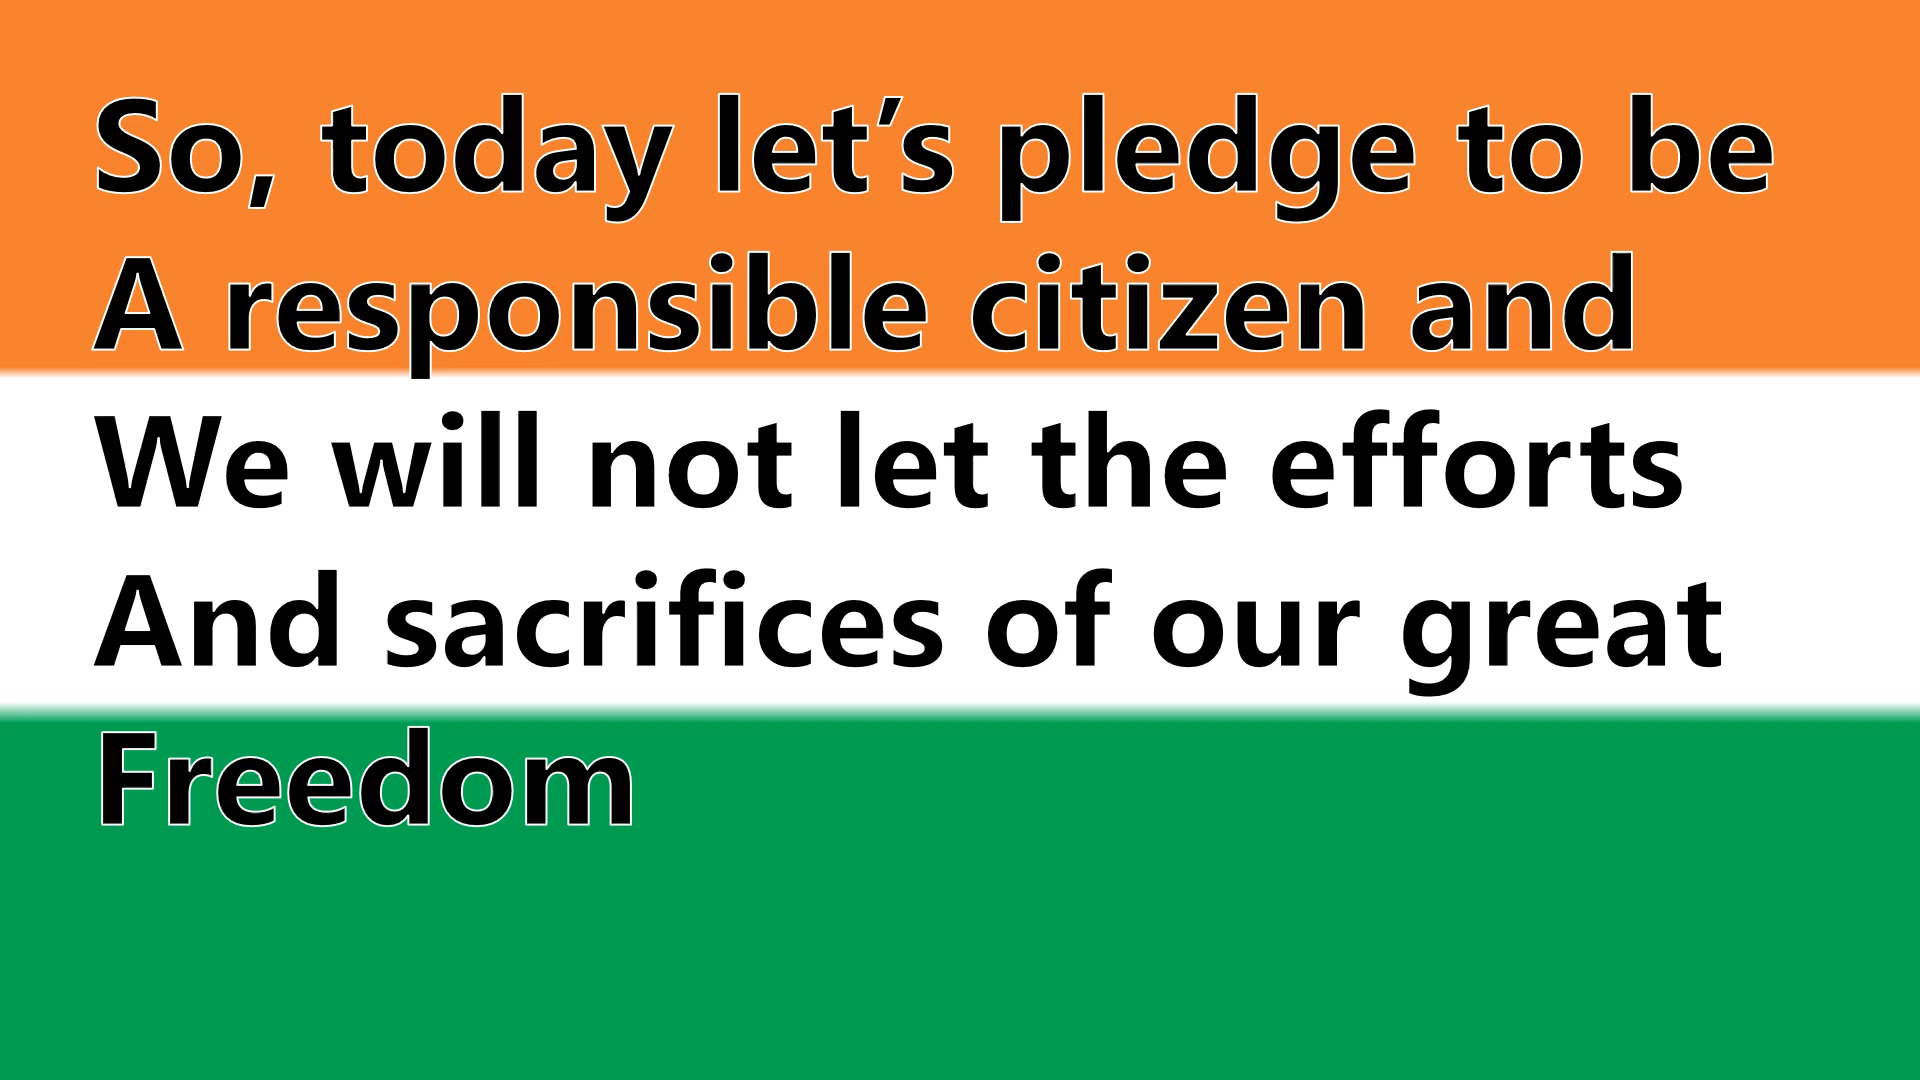 So, today let’s pledge to be
A responsible citizen and
We will not let the efforts
And sacrifices of our great
Freedom